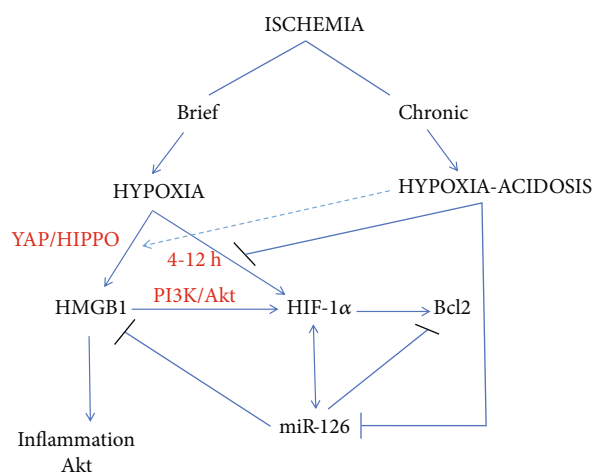 ISCHEMIA
Brief
Chronic
HYPOXIA
HYPOXIA-ACIDOSIS
YAP/HIPPO
4-12 h
PI3K/Akt
HMGB1
HIF-1α
Bcl2
miR-126
Inflammation
Akt